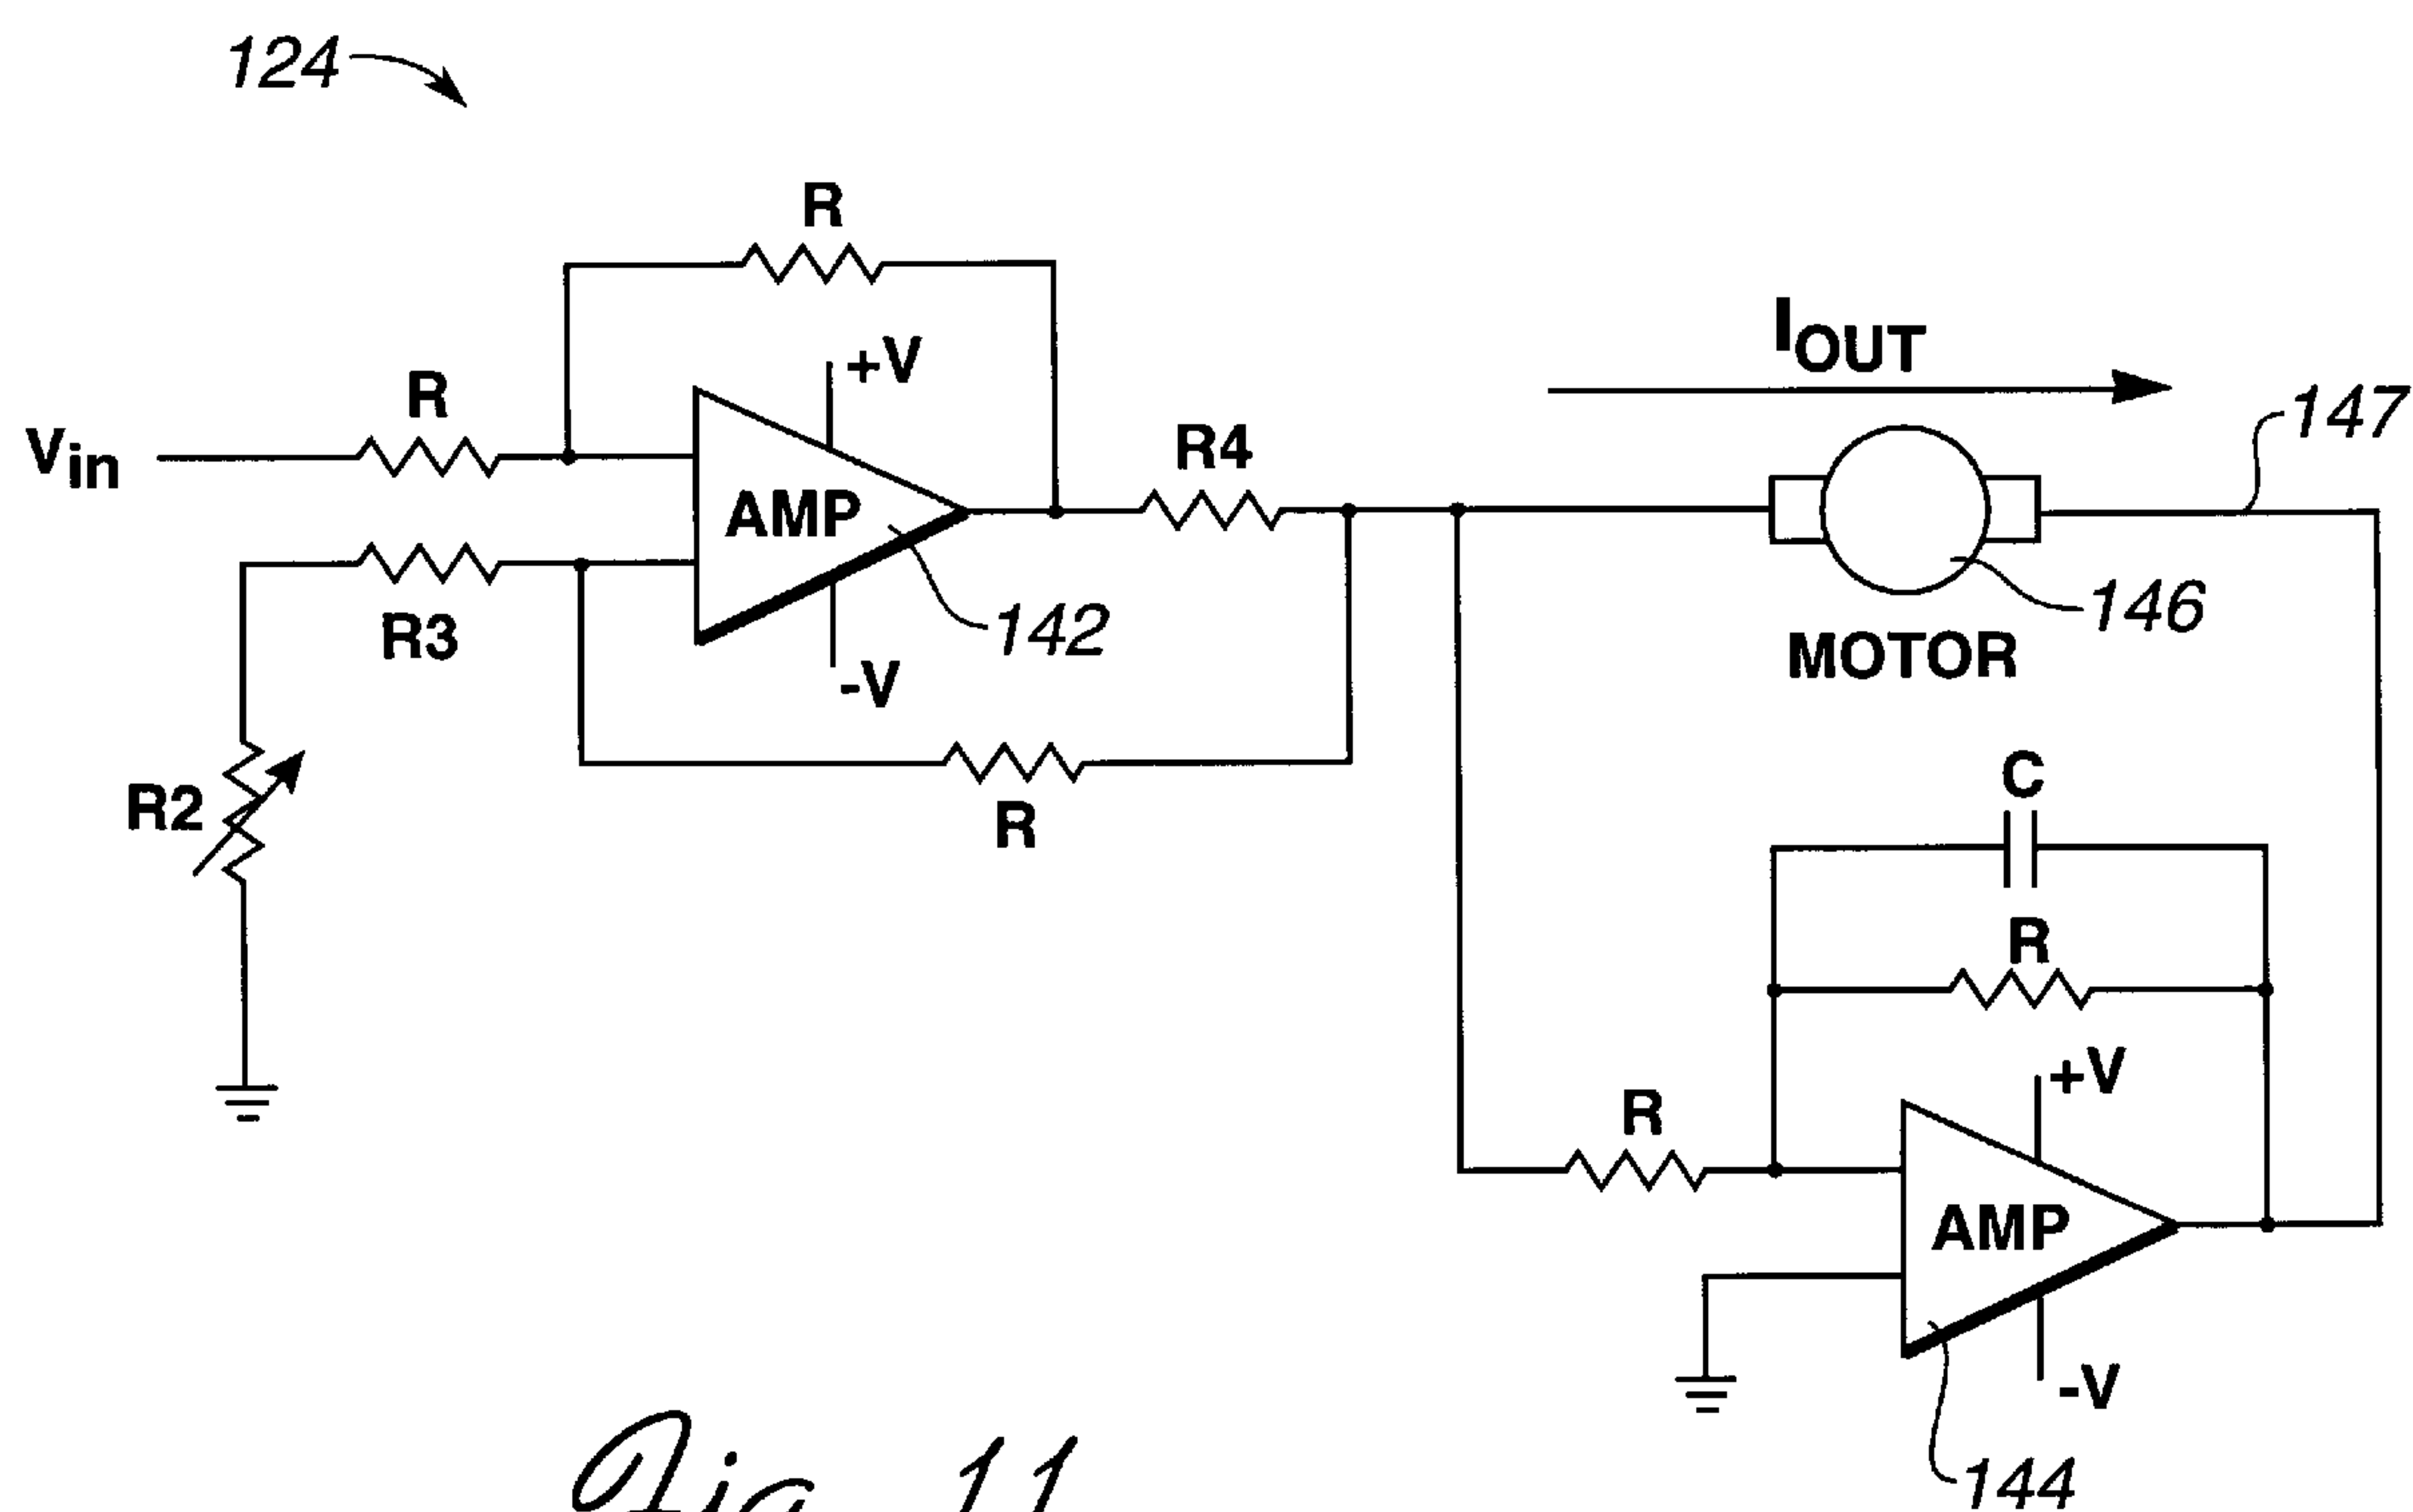 124
R
+V
R
Vin
AMP
R4
IOUT
147
R3
142
-V
146
MOTOR
R2
R
C
R
+V
R
AMP
-V
144
Fig. 11